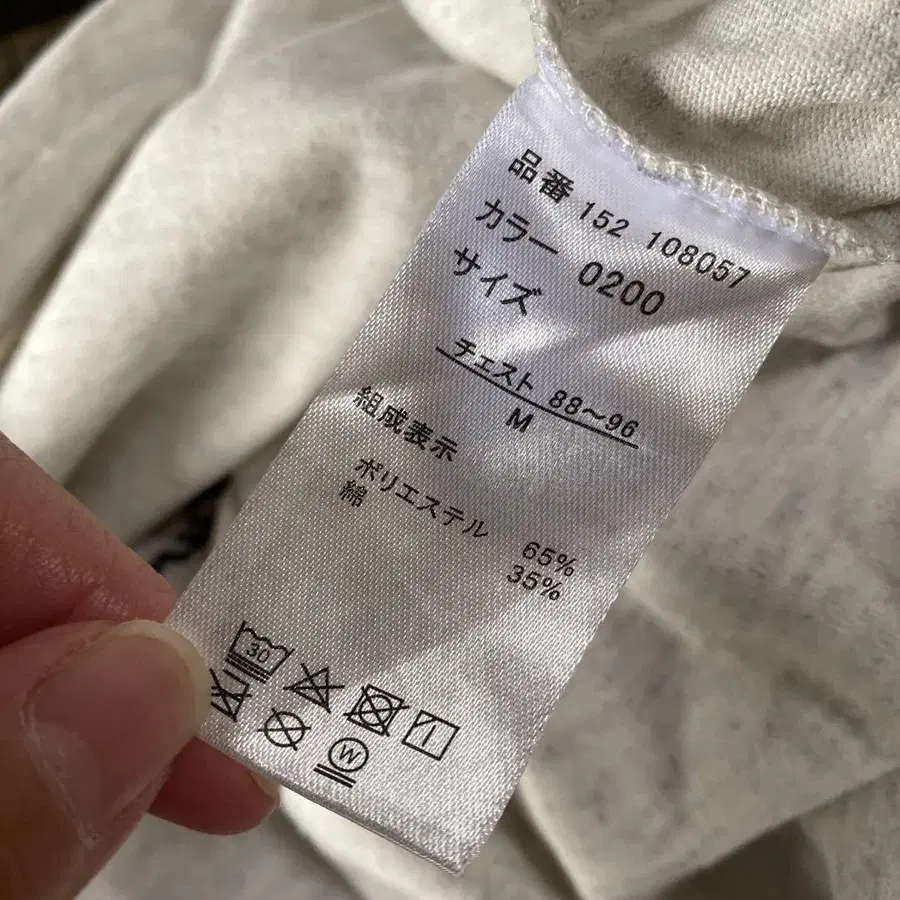 品番 152 108057
カラー 0200
サイズ
チェスト 88～96
M
組成表示
ポリエステル 65%
綿 35%
30
W